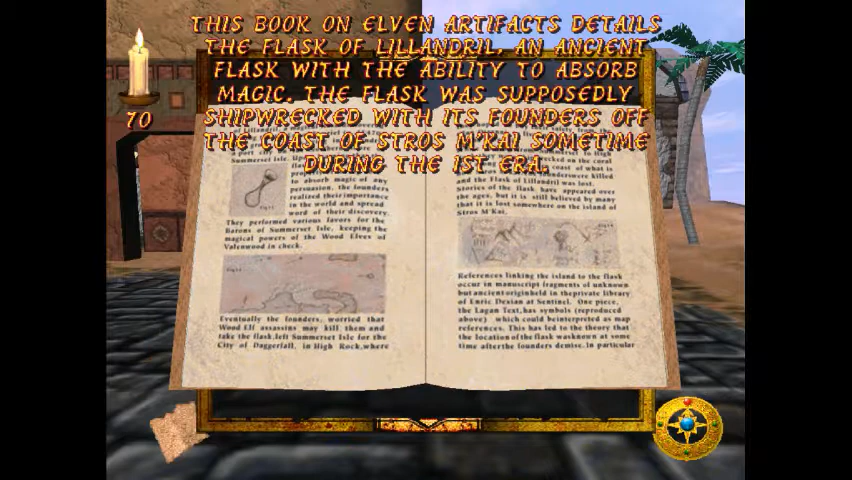 THIS BOOK ON ELVEN ARTIFACTS DETAILS
THE FLASK OF LILLANDRIL, AN ANCIENT
FLASK WITH THE ABILITY TO ABSORB
MAGIC. THE FLASK WAS SUPPOSEDLY
SHIPWRECKED WITH ITS FOUNDERS OFF
THE COAST OF STROS M'KAI SOMETIME
DURING THE 1ST ERA.
70
Summerset isle.
to absorb magic of any
persuasion, the founders
realized their importance
in the world and spread
word of their discovery.
They performed various favors for the
Barons of Summerset Isle, keeping the
magical powers of the Wood Elves of
Valenwood in check.
Eventually the founders, worried that
Wood Elf assassins may kill them and
take the flask, left Summerset Isle for the
City of Daggerfall, in High Rock, where
and the Flask of Lillandril was lost.
Stories of the flask have appeared over
the ages, but it is still believed by many
that it is lost somewhere on the island of
Stros M'Kai.
References linking the island to the flask
occur in manuscript fragments of unknown
but ancient originheld in theprivate library
of Enric Dexian at Sentinel. One piece,
the Lagan Text, has symbols (reproduced
above) which could beinterpreted as map
references. This has led to the theory that
the location of the flask wasknown at some
time after the founders demise. In particular